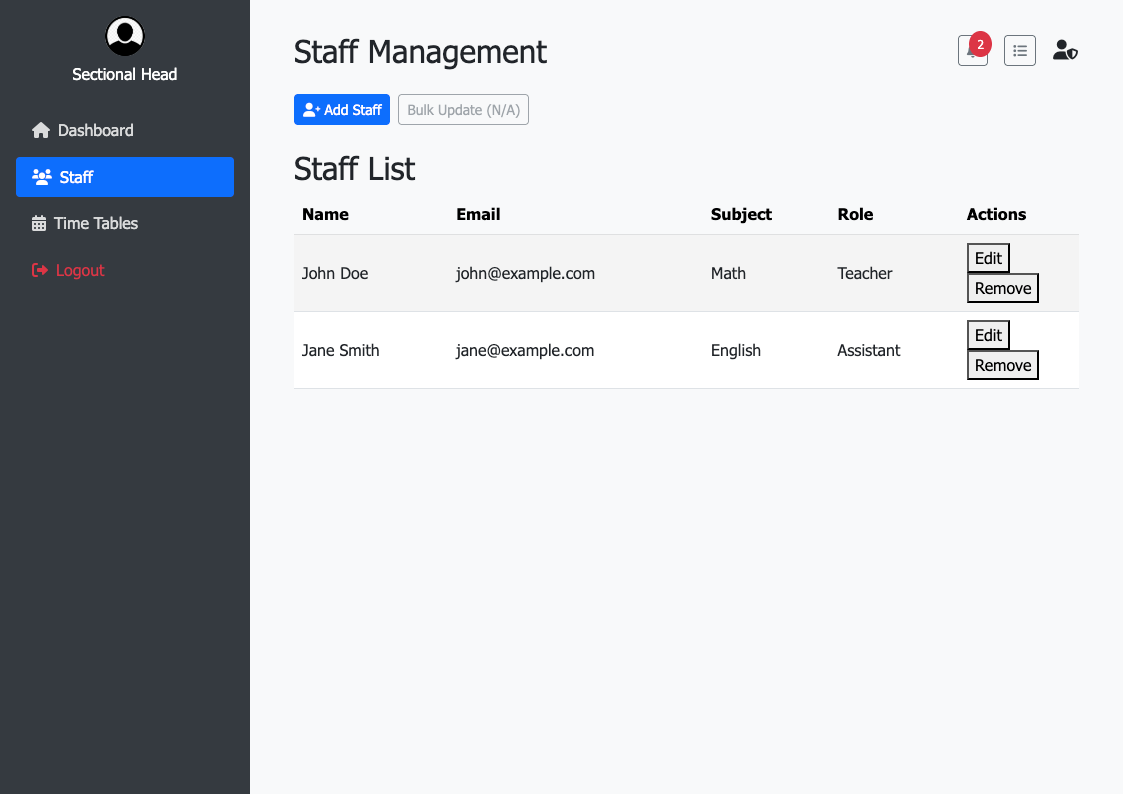 Sectional Head
Dashboard
Staff
Time Tables
Logout
Staff Management
2
Add Staff Bulk Update (N/A)
Staff List
Name Email Subject Role Actions
John Doe john@example.com Math Teacher Edit
Remove
Jane Smith jane@example.com English Assistant Edit
Remove